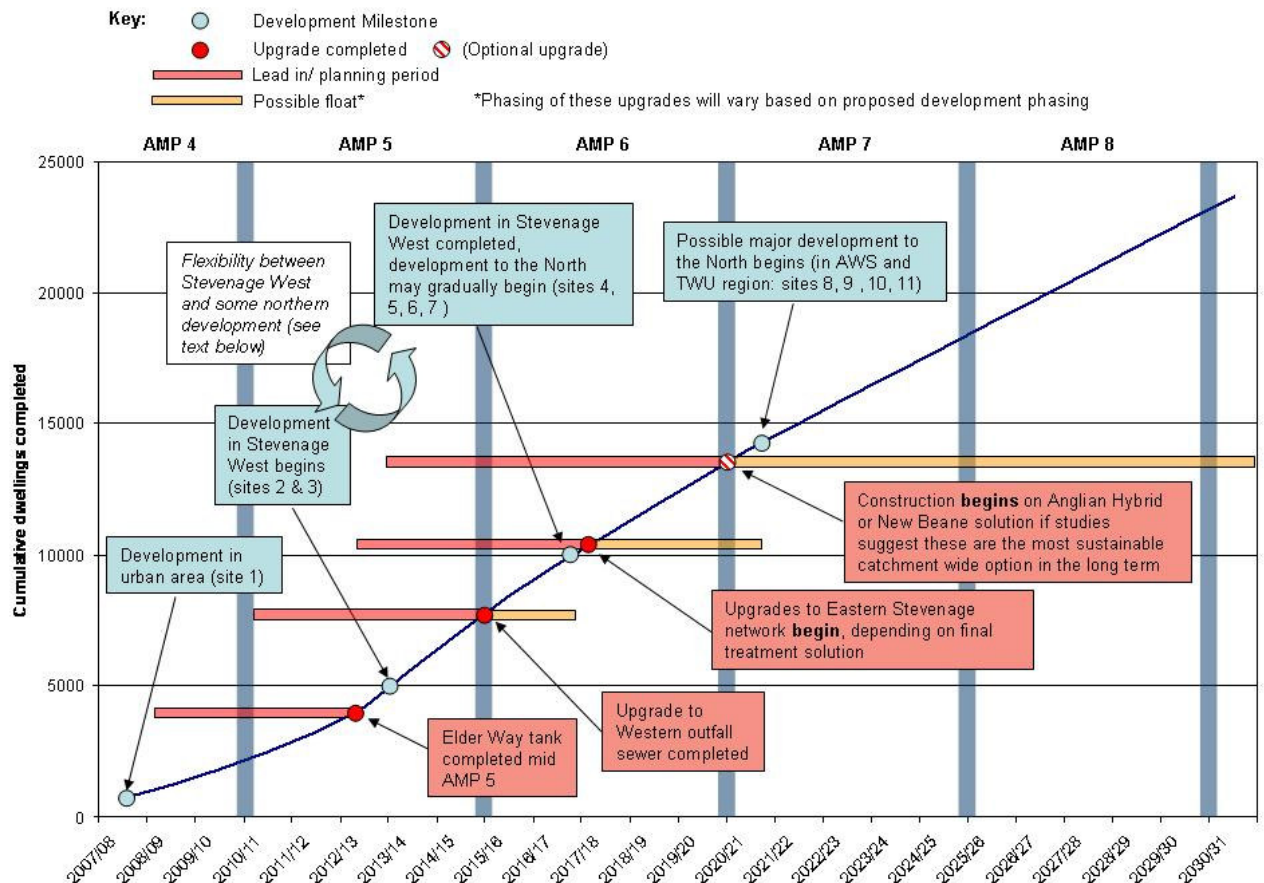 Key:
Development Milestone
Upgrade completed
(Optional upgrade)
Lead in/ planning period
Possible float*
*Phasing of these upgrades will vary based on proposed development phasing
AMP 4
AMP 5
AMP 6
AMP 7
AMP 8
Cumulative dwellings completed
25000
20000
15000
10000
5000
0
Flexibility between
Stevenage West
and some northern
development (see
text below)
Development in Stevenage
West completed,
development to the North
may gradually begin (sites 4,
5, 6, 7 )
Possible major development to
the North begins (in AWS and
TWU region: sites 8, 9 , 10, 11)
Development
in Stevenage
West begins
(sites 2 & 3)
Development in
urban area (site 1)
Construction begins on Anglian Hybrid
or New Beane solution if studies
suggest these are the most sustainable
catchment wide option in the long term
Upgrades to Eastern Stevenage
network begin, depending on final
treatment solution
Upgrade to
Western outfall
sewer completed
Elder Way tank
completed mid
AMP 5
2007/08
2008/09
2009/10
2010/11
2011/12
2012/13
2013/14
2014/15
2015/16
2016/17
2017/18
2018/19
2019/20
2020/21
2021/22
2022/23
2023/24
2024/25
2025/26
2026/27
2027/28
2028/29
2029/30
2030/31